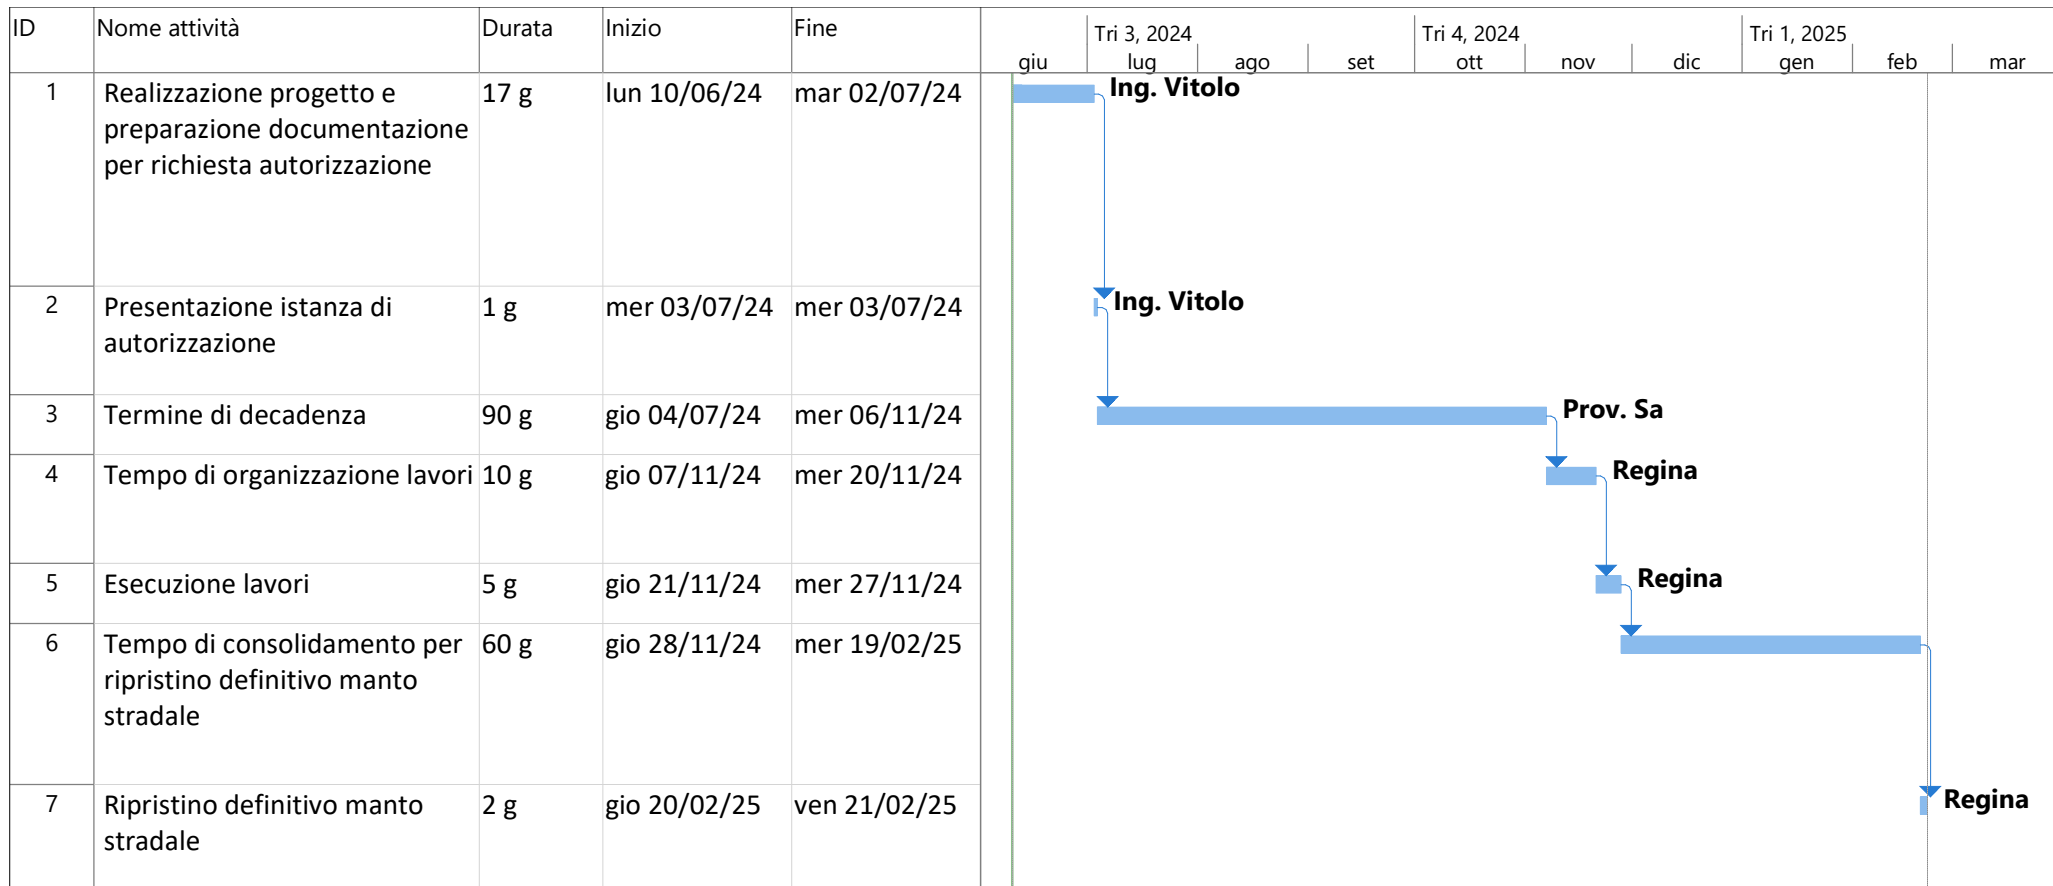 ID Nome attività Durata Inizio Fine
Tri 3, 2024 Tri 4, 2024 Tri 1, 2025
giu lug ago set ott nov dic gen feb mar
1 Realizzazione progetto e 17 g lun 10/06/24 mar 02/07/24 Ing. Vitolo
preparazione documentazione
per richiesta autorizzazione
2 Presentazione istanza di 1 g mer 03/07/24 mer 03/07/24 Ing. Vitolo
autorizzazione
3 Termine di decadenza 90 g gio 04/07/24 mer 06/11/24 Prov. Sa
4 Tempo di organizzazione lavori 10 g gio 07/11/24 mer 20/11/24 Regina
5 Esecuzione lavori 5 g gio 21/11/24 mer 27/11/24 Regina
6 Tempo di consolidamento per 60 g gio 28/11/24 mer 19/02/25
ripristino definitivo manto
stradale
7 Ripristino definitivo manto 2 g gio 20/02/25 ven 21/02/25 Regina
stradale